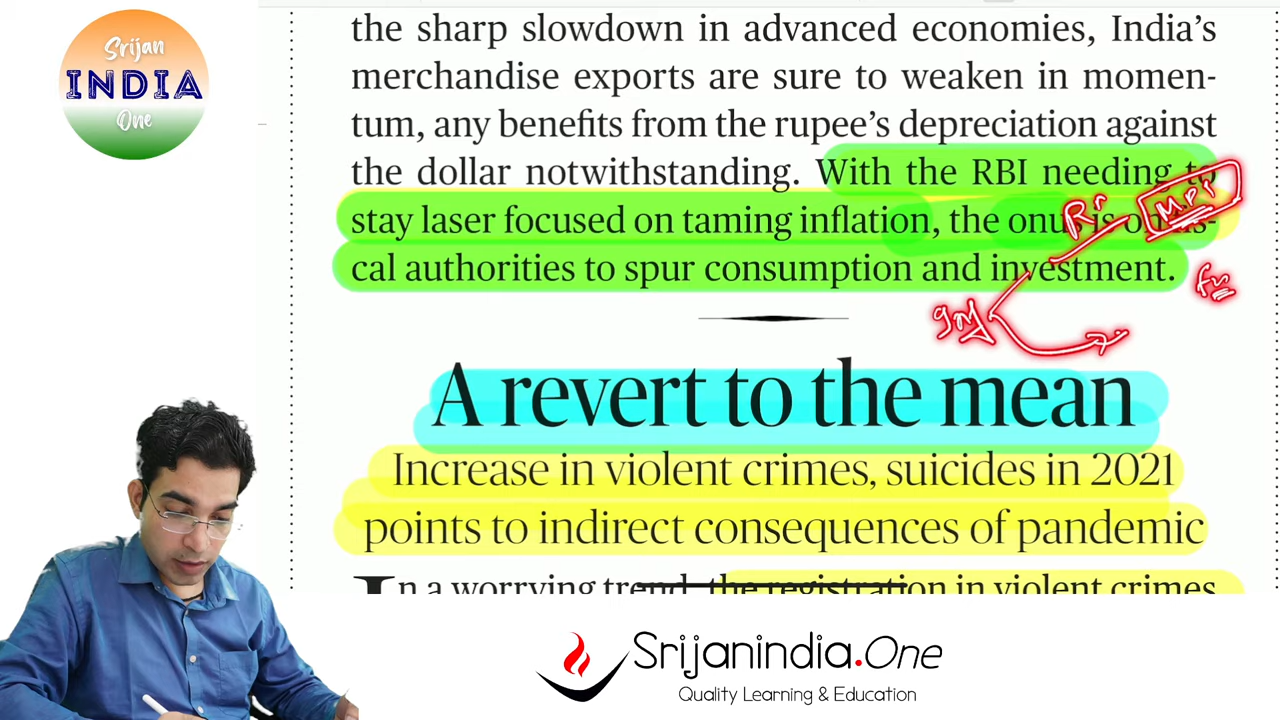 Srijan
INDIA
One
the sharp slowdown in advanced economies, India's
merchandise exports are sure to weaken in momen-
tum, any benefits from the rupee's depreciation against
the dollar notwithstanding. With the RBI needing to
stay laser focused on taming inflation, the onus is on fis-
cal authorities to spur consumption and investment.
A revert to the mean
Increase in violent crimes, suicides in 2021
points to indirect consequences of pandemic
In a worrying trend, the registration in violent crimes
Srijanindia.One
Quality Learning & Education